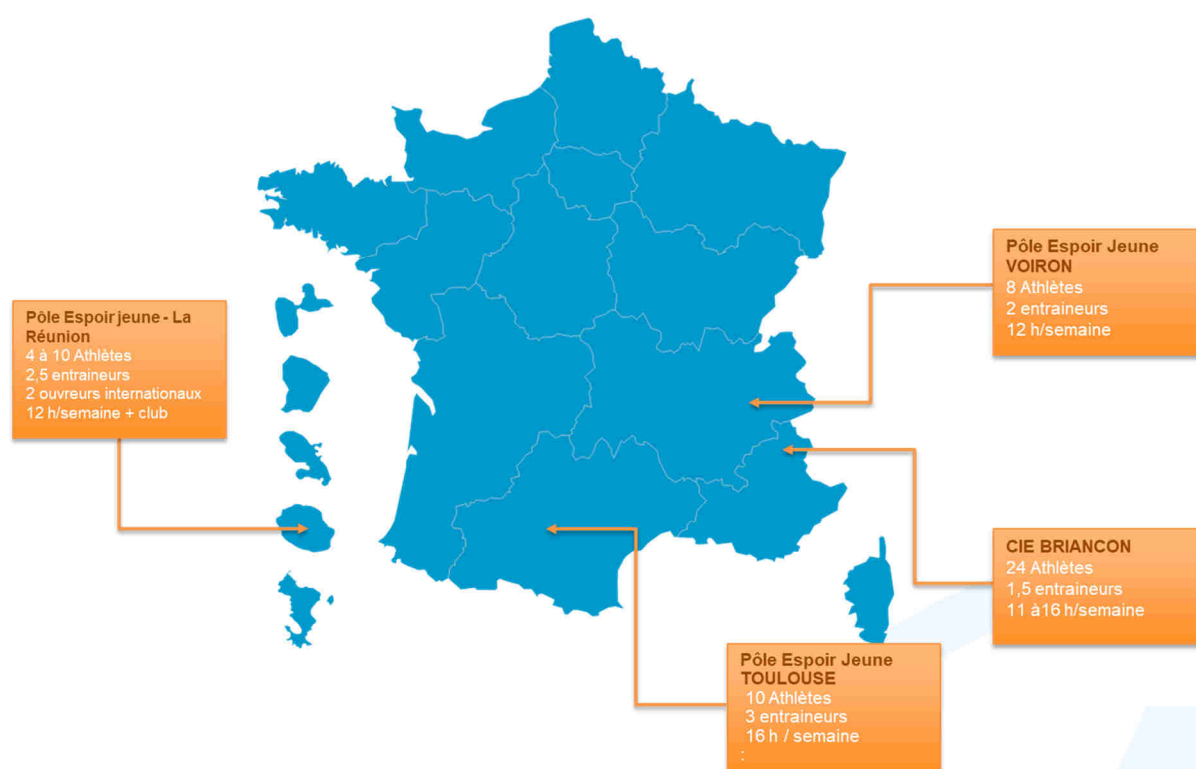 Pôle Espoir Jeune
VOIRON
8 Athlètes
2 entraineurs
12 h/semaine
Pôle Espoir jeune - La
Réunion
4 à 10 Athlètes
2,5 entraineurs
2 ouvreurs internationaux
12 h/semaine + club
CIE BRIANCON
24 Athlètes
1,5 entraineurs
11 à16 h/semaine
Pôle Espoir Jeune
TOULOUSE
10 Athlètes
3 entraineurs
16 h / semaine
: